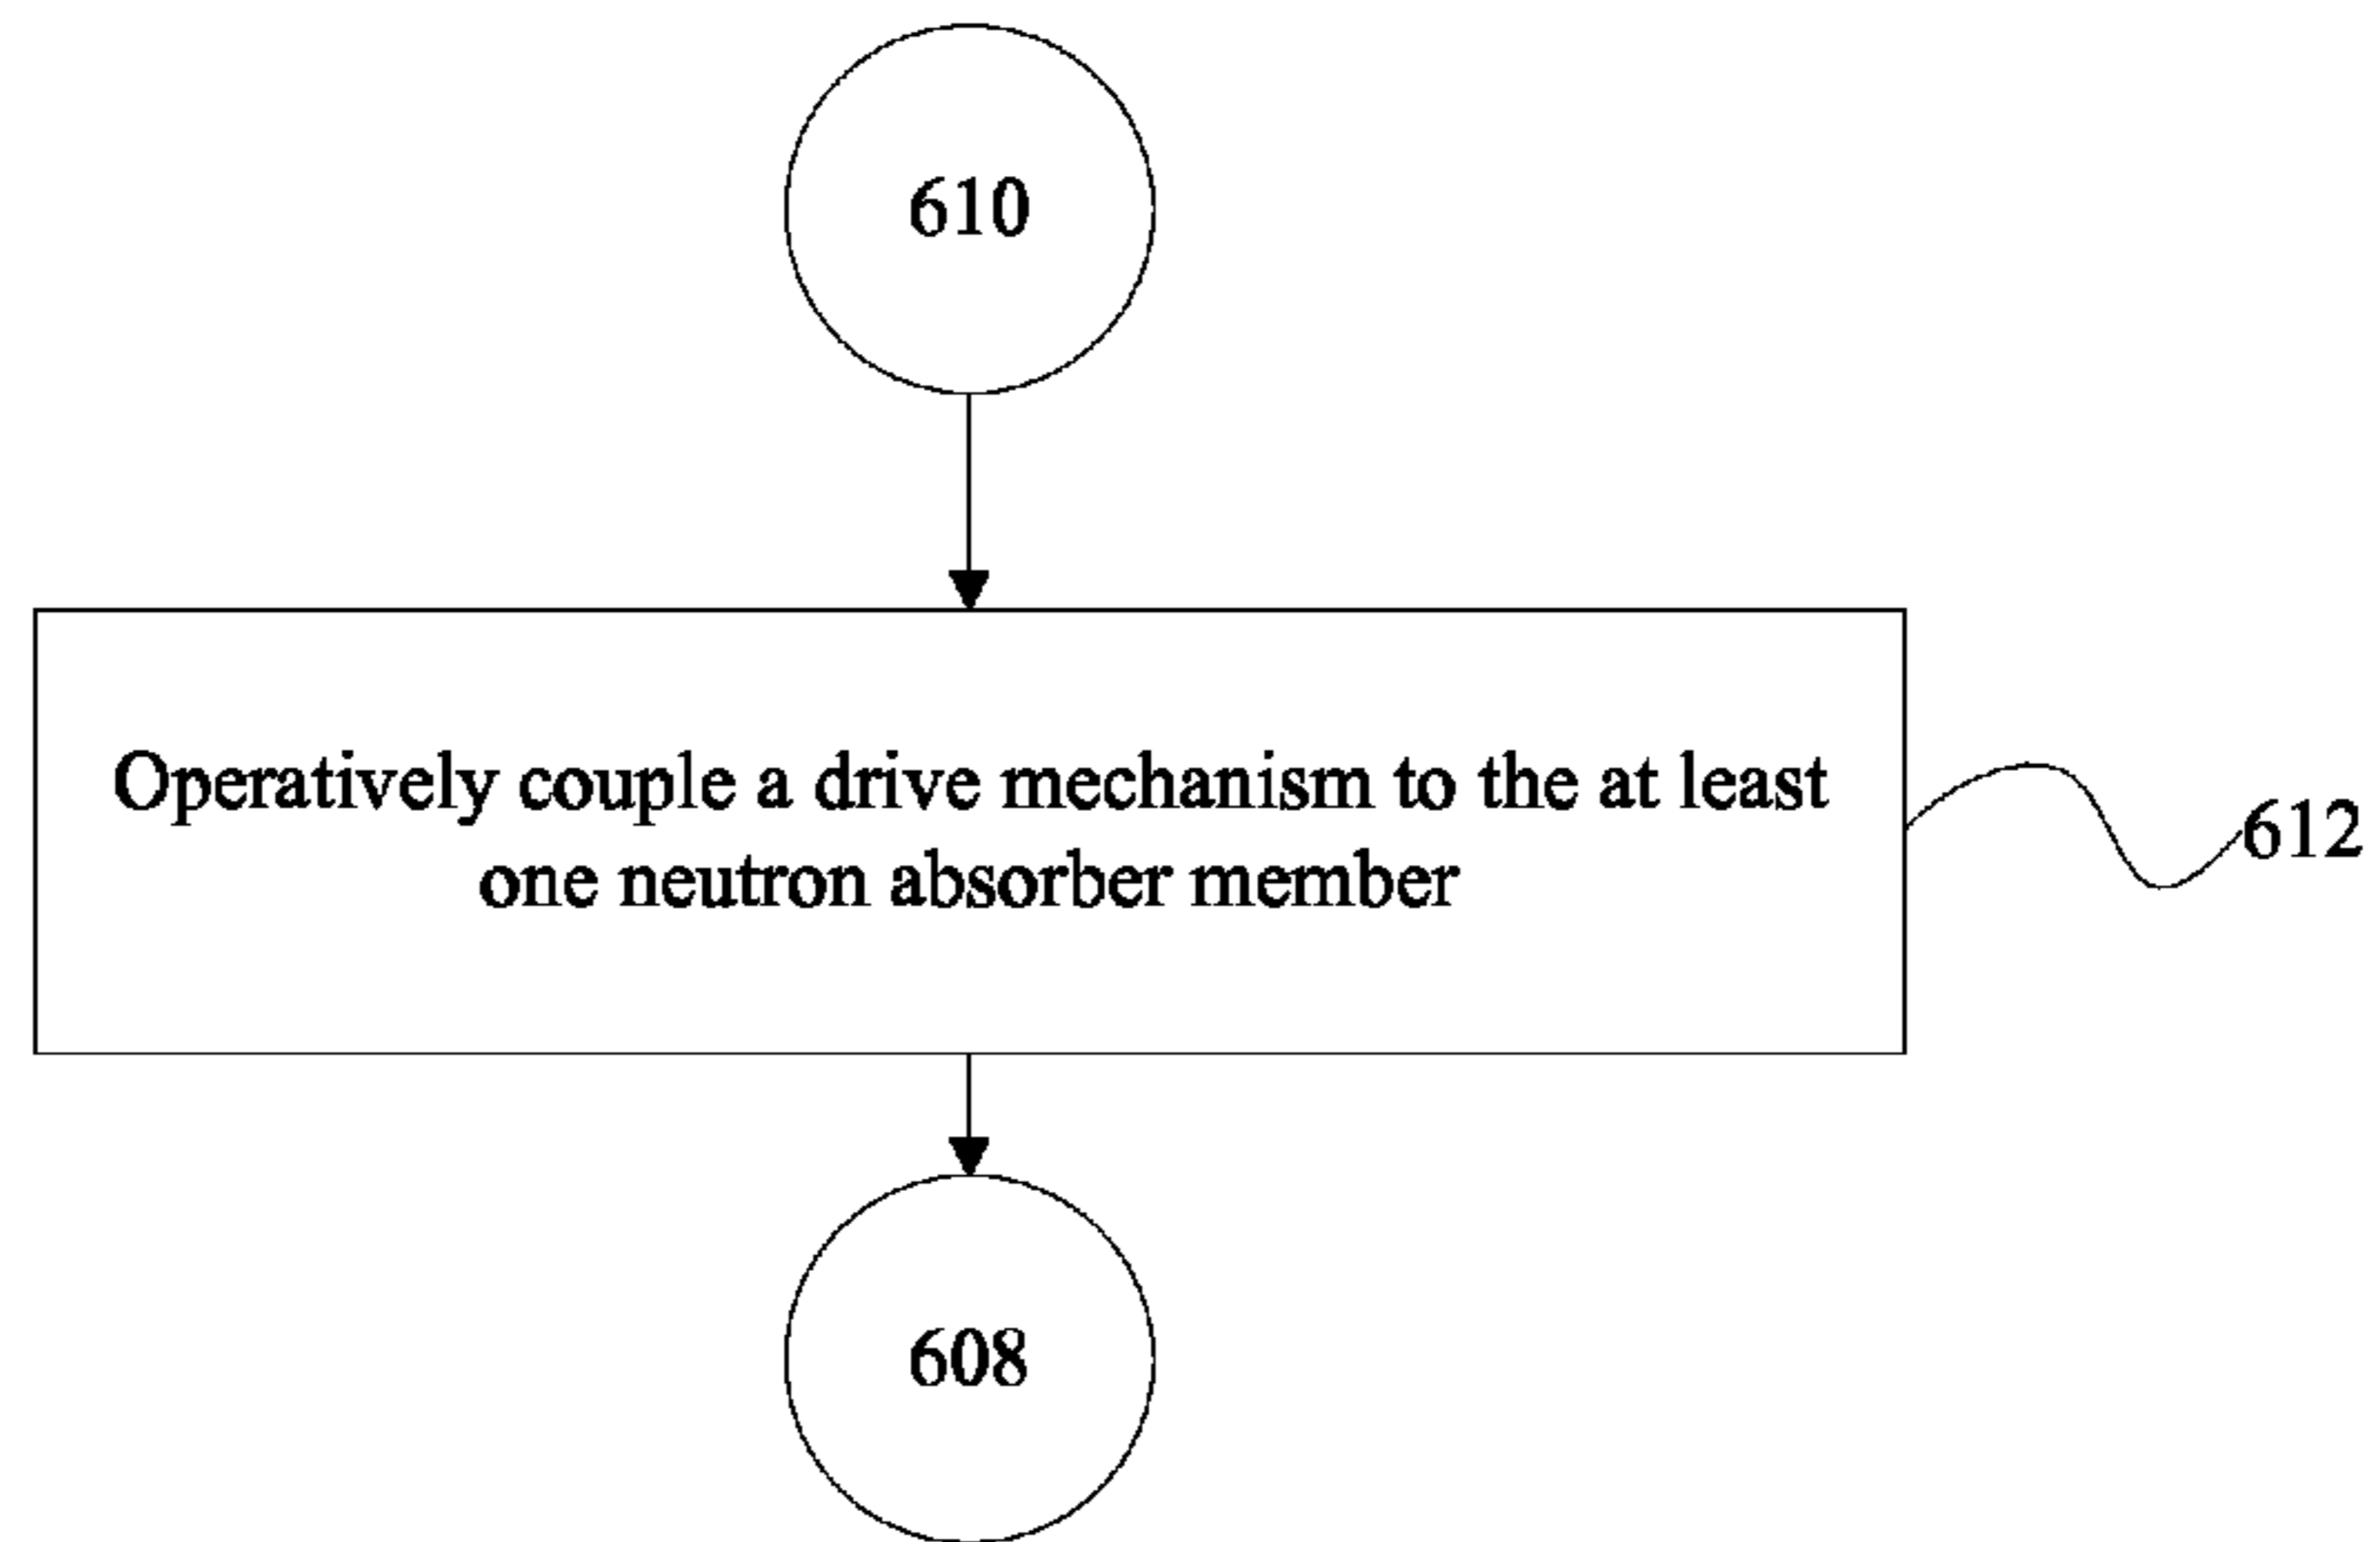 610
Operatively couple a drive mechanism to the at least
one neutron absorber member
612
608